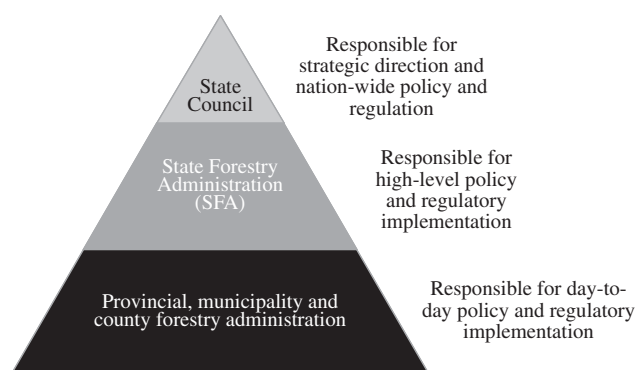 State
Council
Responsible for
strategic direction and
nation-wide policy and
regulation
State Forestry
Administration
(SFA)
Responsible for
high-level policy
and regulatory
implementation
Provincial, municipality and
county forestry administration
Responsible for day-to-
day policy and regulatory
implementation